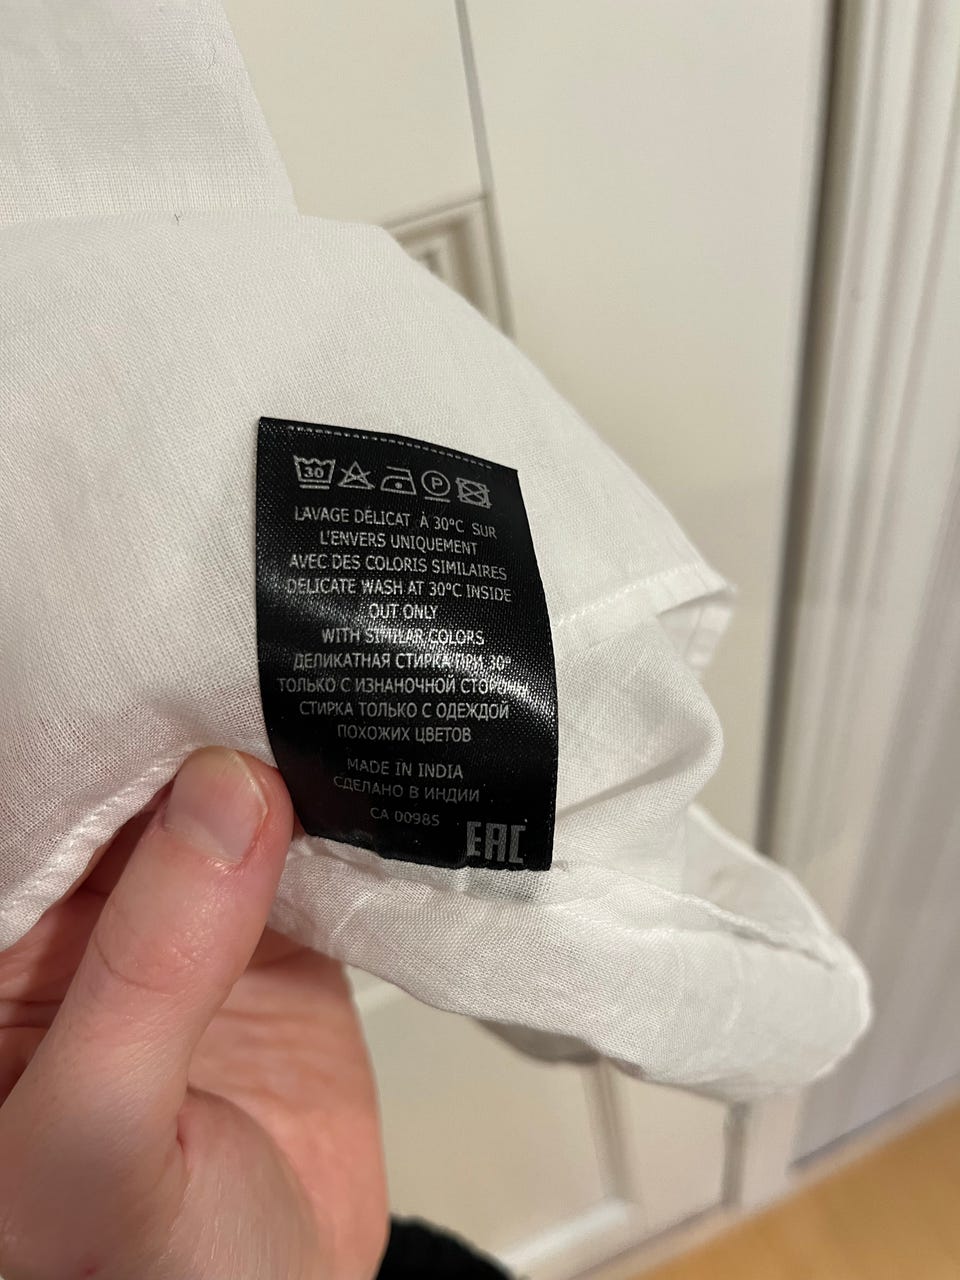 30 P
LAVAGE DÉLICAT À 30°C SUR
L'ENVERS UNIQUEMENT
AVEC DES COLORIS SIMILAIRES
DELICATE WASH AT 30°C INSIDE
OUT ONLY
WITH SIMILAR COLORS
ДЕЛИКАТНАЯ СТИРКА ПРИ 30°
ТОЛЬКО С ИЗНАНОЧНОЙ СТОРОНЫ
СТИРКА ТОЛЬКО С ОДЕЖДОЙ
ПОХОЖИХ ЦВЕТОВ
MADE IN INDIA
СДЕЛАНО В ИНДИИ
CA 00985
EAC